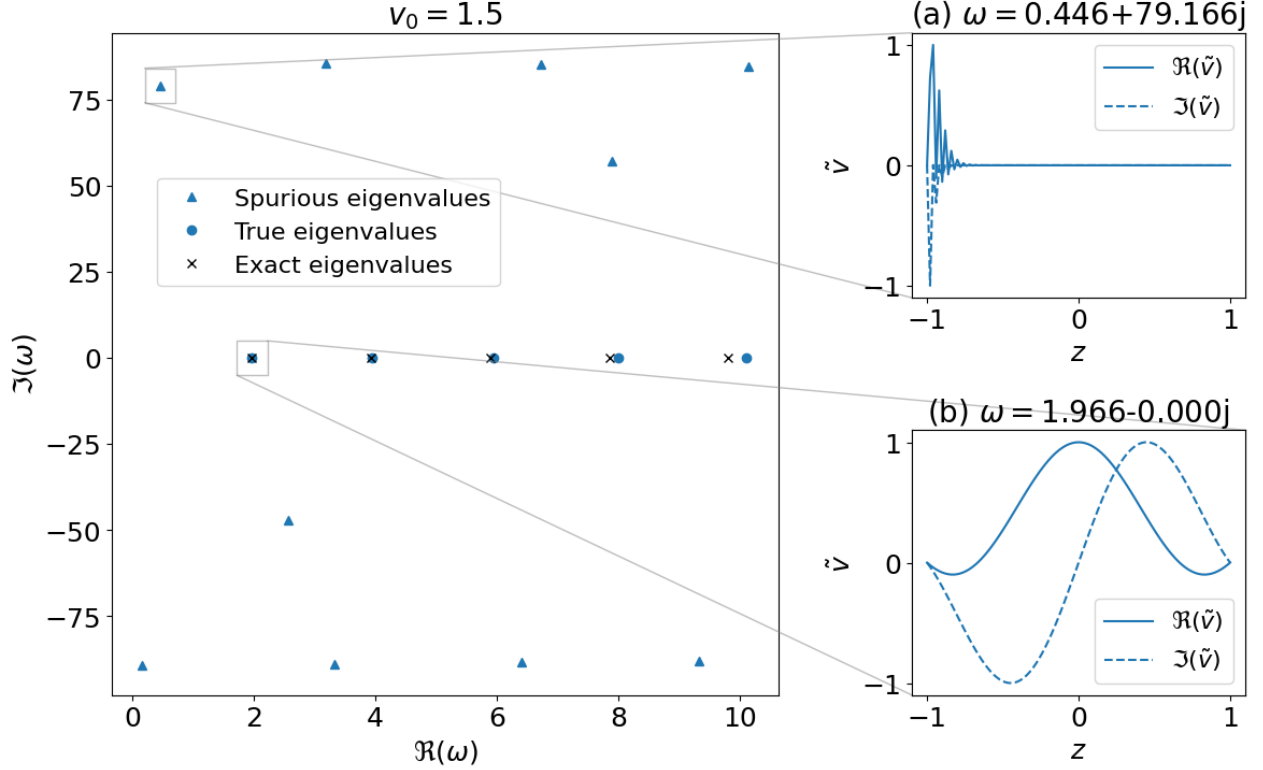 v₀ = 1.5
75
50
25
0
−25
−50
−75
ℑ(ω)
Spurious eigenvalues
True eigenvalues
Exact eigenvalues
0 2 4 6 8 10
ℜ(ω)
(a) ω = 0.446+79.166j
1
0
−1
ṽ
ℜ(ṽ)
ℑ(ṽ)
−1 0 1
z
(b) ω = 1.966-0.000j
1
0
−1
ṽ
ℜ(ṽ)
ℑ(ṽ)
−1 0 1
z